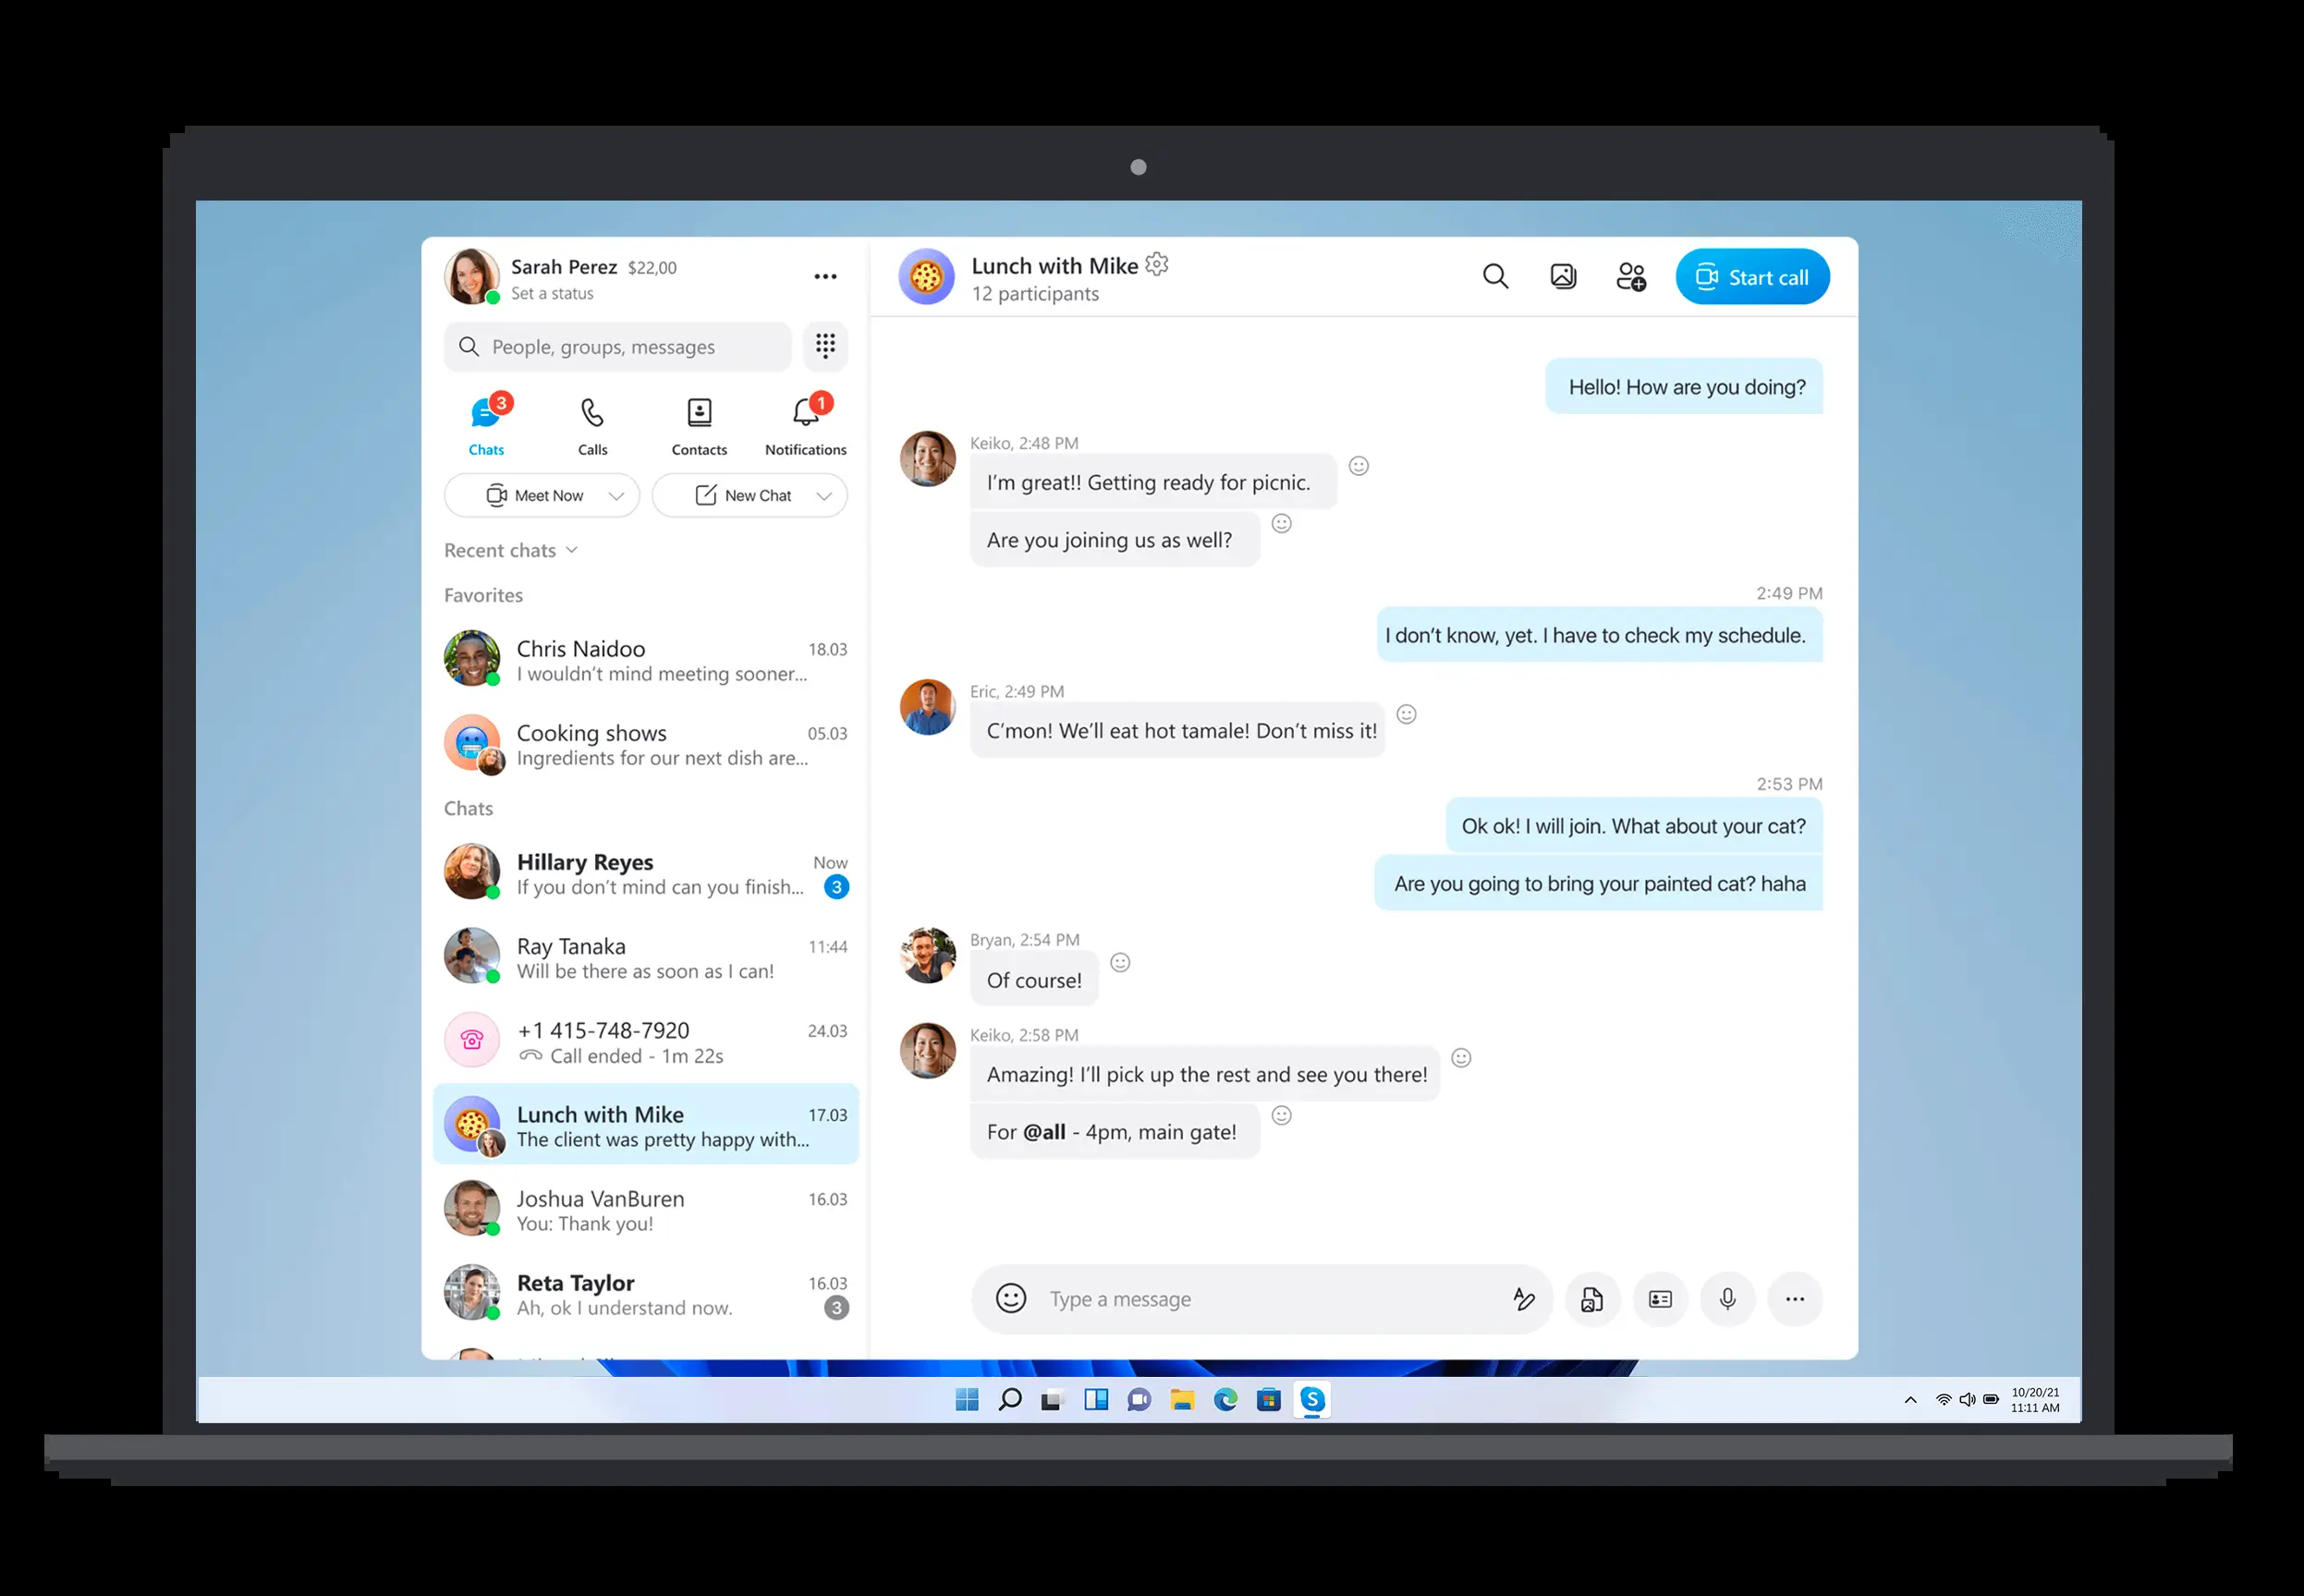 Sarah Perez $22,00
Set a status
People, groups, messages
3
1
Chats
Calls
Contacts
Notifications
Meet Now
New Chat
Recent chats
Favorites
Chris Naidoo 18.03
I wouldn't mind meeting sooner...
Cooking shows 05.03
Ingredients for our next dish are...
Chats
Hillary Reyes Now
If you don't mind can you finish... 3
Ray Tanaka 11:44
Will be there as soon as I can!
+1 415-748-7920 24.03
Call ended - 1m 22s
Lunch with Mike 17.03
The client was pretty happy with...
Joshua VanBuren 16.03
You: Thank you!
Reta Taylor 16.03
Ah, ok I understand now. 3
Lunch with Mike
12 participants
Start call
Hello! How are you doing?
Keiko, 2:48 PM
I'm great!! Getting ready for picnic.
Are you joining us as well?
2:49 PM
I don't know, yet. I have to check my schedule.
Eric, 2:49 PM
C'mon! We'll eat hot tamale! Don't miss it!
2:53 PM
Ok ok! I will join. What about your cat?
Are you going to bring your painted cat? haha
Bryan, 2:54 PM
Of course!
Keiko, 2:58 PM
Amazing! I'll pick up the rest and see you there!
For @all - 4pm, main gate!
Type a message
S
10/20/21
11:11 AM